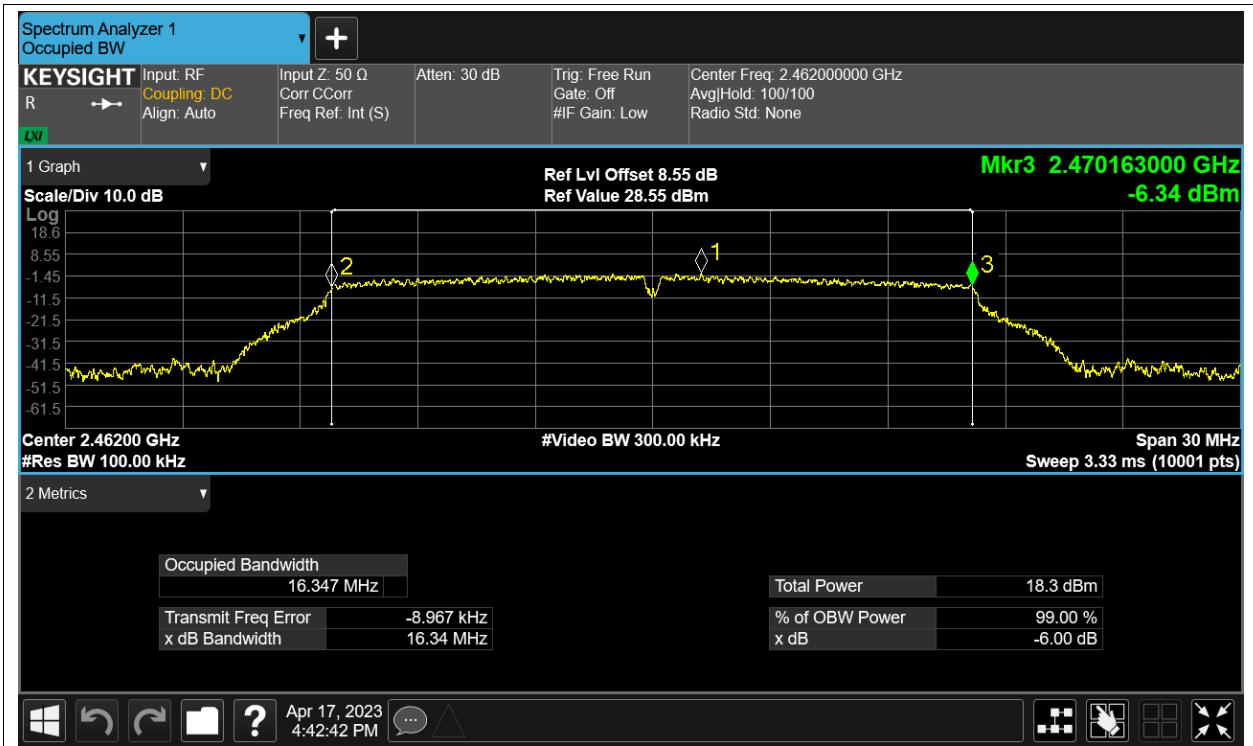 Spectrum Analyzer 1
Occupied BW
KEYSIGHT
R
LXI
Input: RF
Coupling: DC
Align: Auto
Input Z: 50 Ω
Corr CCorr
Freq Ref: Int (S)
Atten: 30 dB
Trig: Free Run
Gate: Off
#IF Gain: Low
Center Freq: 2.462000000 GHz
Avg|Hold: 100/100
Radio Std: None
1 Graph
Scale/Div 10.0 dB
Ref Lvl Offset 8.55 dB
Ref Value 28.55 dBm
Mkr3 2.470163000 GHz
-6.34 dBm
Log
18.6
8.55
-1.45
-11.5
-21.5
-31.5
-41.5
-51.5
-61.5
2
1
3
Center 2.46200 GHz
#Res BW 100.00 kHz
#Video BW 300.00 kHz
Span 30 MHz
Sweep 3.33 ms (10001 pts)
2 Metrics
Occupied Bandwidth
16.347 MHz
Transmit Freq Error -8.967 kHz
x dB Bandwidth 16.34 MHz
Total Power 18.3 dBm
% of OBW Power 99.00 %
x dB -6.00 dB
?
Apr 17, 2023
4:42:42 PM